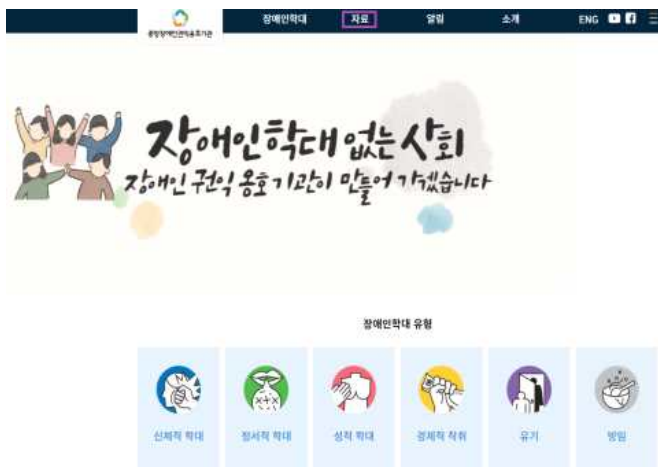 장애인학대 자료 알림 소개 ENG
중앙장애인권익옹호기관
장애인학대 없는 사회
장애인 권익 옹호 기관이 만들어 가겠습니다
장애인학대 유형
신체적 학대 정서적 학대 성적 학대 경제적 착취 유기 방임